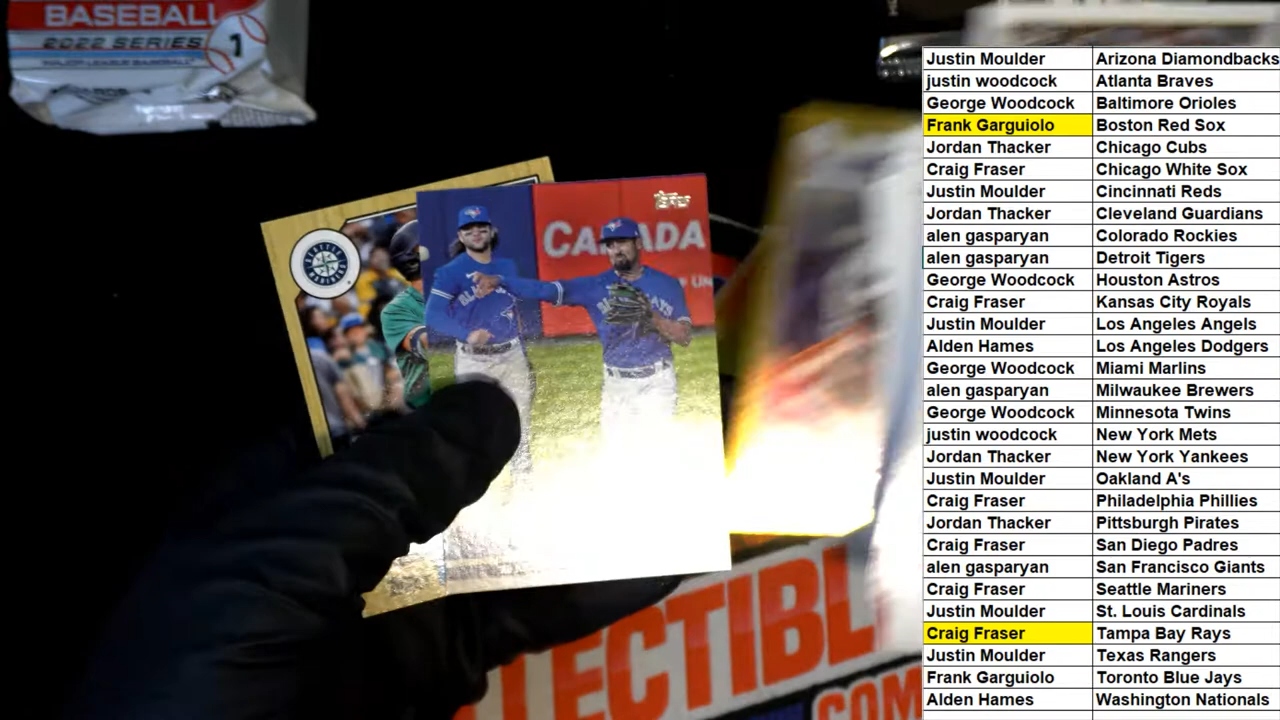 BASEBALL
2022 SERIES 1
MAJOR LEAGUE BASEBALL
Topps
CANADA
SEATTLE
MARINERS
BLUE JAYS
ECTIBL
COM
Justin Moulder Arizona Diamondbacks
justin woodcock Atlanta Braves
George Woodcock Baltimore Orioles
Frank Garguiolo Boston Red Sox
Jordan Thacker Chicago Cubs
Craig Fraser Chicago White Sox
Justin Moulder Cincinnati Reds
Jordan Thacker Cleveland Guardians
alen gasparyan Colorado Rockies
alen gasparyan Detroit Tigers
George Woodcock Houston Astros
Craig Fraser Kansas City Royals
Justin Moulder Los Angeles Angels
Alden Hames Los Angeles Dodgers
George Woodcock Miami Marlins
alen gasparyan Milwaukee Brewers
George Woodcock Minnesota Twins
justin woodcock New York Mets
Jordan Thacker New York Yankees
Justin Moulder Oakland A's
Craig Fraser Philadelphia Phillies
Jordan Thacker Pittsburgh Pirates
Craig Fraser San Diego Padres
alen gasparyan San Francisco Giants
Craig Fraser Seattle Mariners
Justin Moulder St. Louis Cardinals
Craig Fraser Tampa Bay Rays
Justin Moulder Texas Rangers
Frank Garguiolo Toronto Blue Jays
Alden Hames Washington Nationals